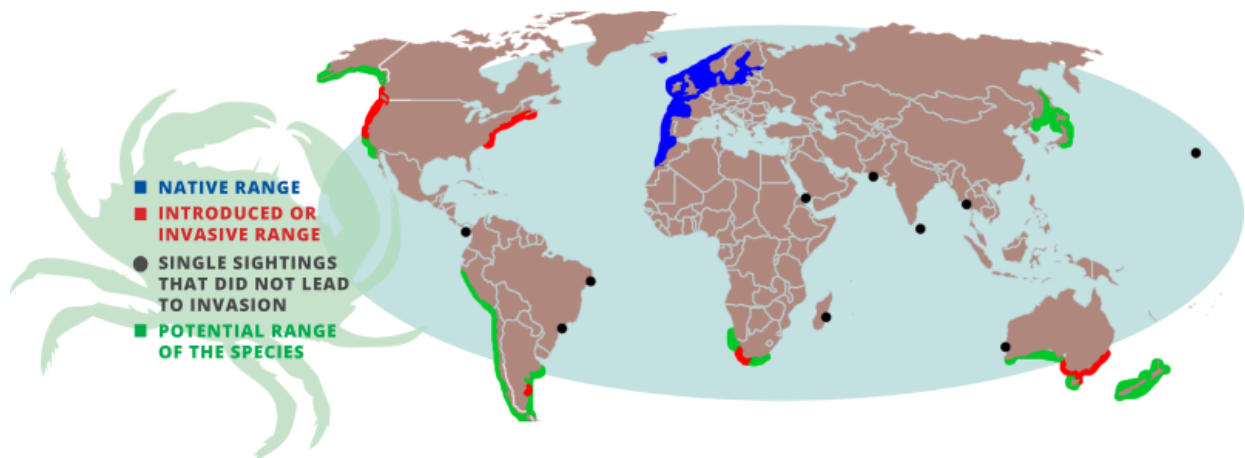 NATIVE RANGE
INTRODUCED OR
INVASIVE RANGE
SINGLE SIGHTINGS
THAT DID NOT LEAD
TO INVASION
POTENTIAL RANGE
OF THE SPECIES